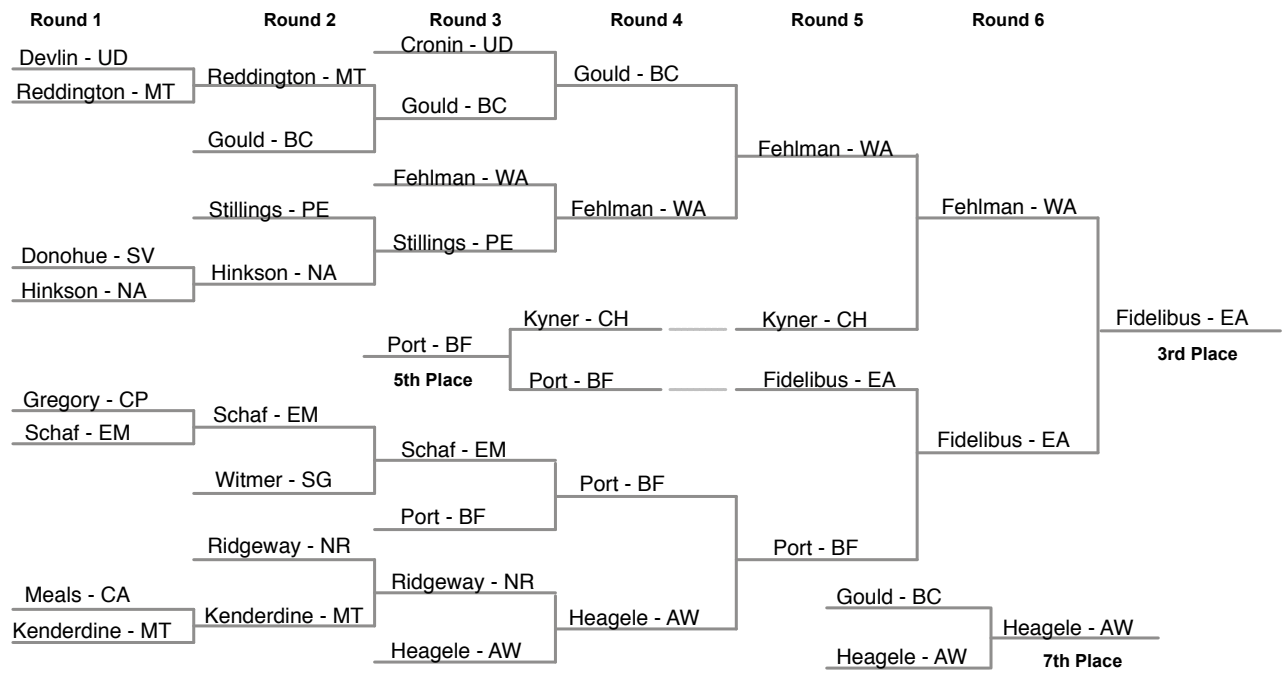 Round 1 Round 2 Round 3 Round 4 Round 5 Round 6
Cronin - UD
Devlin - UD
Reddington - MT
Gould - BC
Reddington - MT
Gould - BC
Gould - BC
Fehlman - WA
Fehlman - WA
Stillings - PE
Fehlman - WA
Fehlman - WA
Stillings - PE
Donohue - SV
Hinkson - NA
Hinkson - NA
Kyner - CH
Kyner - CH
Fidelibus - EA
3rd Place
Port - BF
5th Place
Port - BF
Fidelibus - EA
Gregory - CP
Schaf - EM
Schaf - EM
Schaf - EM
Fidelibus - EA
Witmer - SG
Port - BF
Port - BF
Ridgeway - NR
Port - BF
Ridgeway - NR
Meals - CA
Kenderdine - MT
Kenderdine - MT
Heagele - AW
Heagele - AW
Gould - BC
Heagele - AW
Heagele - AW
7th Place